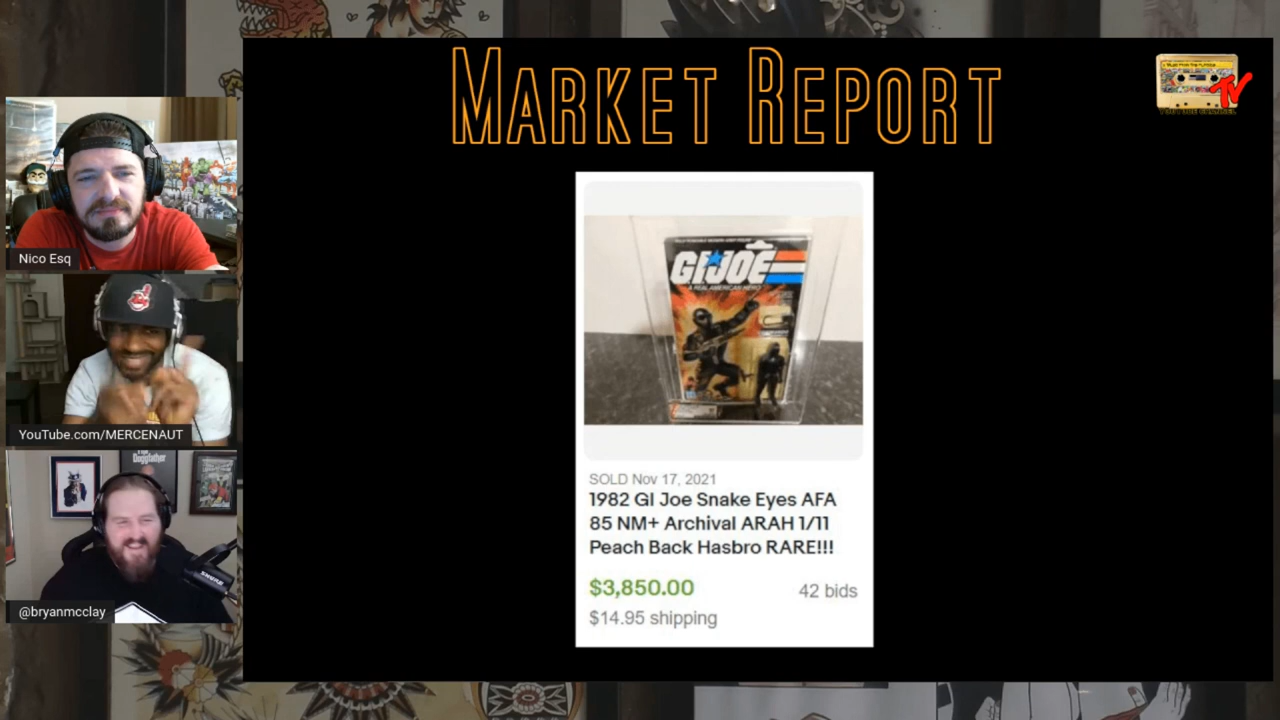 MARKET REPORT
TV
Nico Esq
YouTube.com/MERCENAUT
@bryanmcclay
GI JOE
A REAL AMERICAN HERO
SOLD Nov 17, 2021
1982 GI Joe Snake Eyes AFA
85 NM+ Archival ARAH 1/11
Peach Back Hasbro RARE!!!
$3,850.00
42 bids
$14.95 shipping